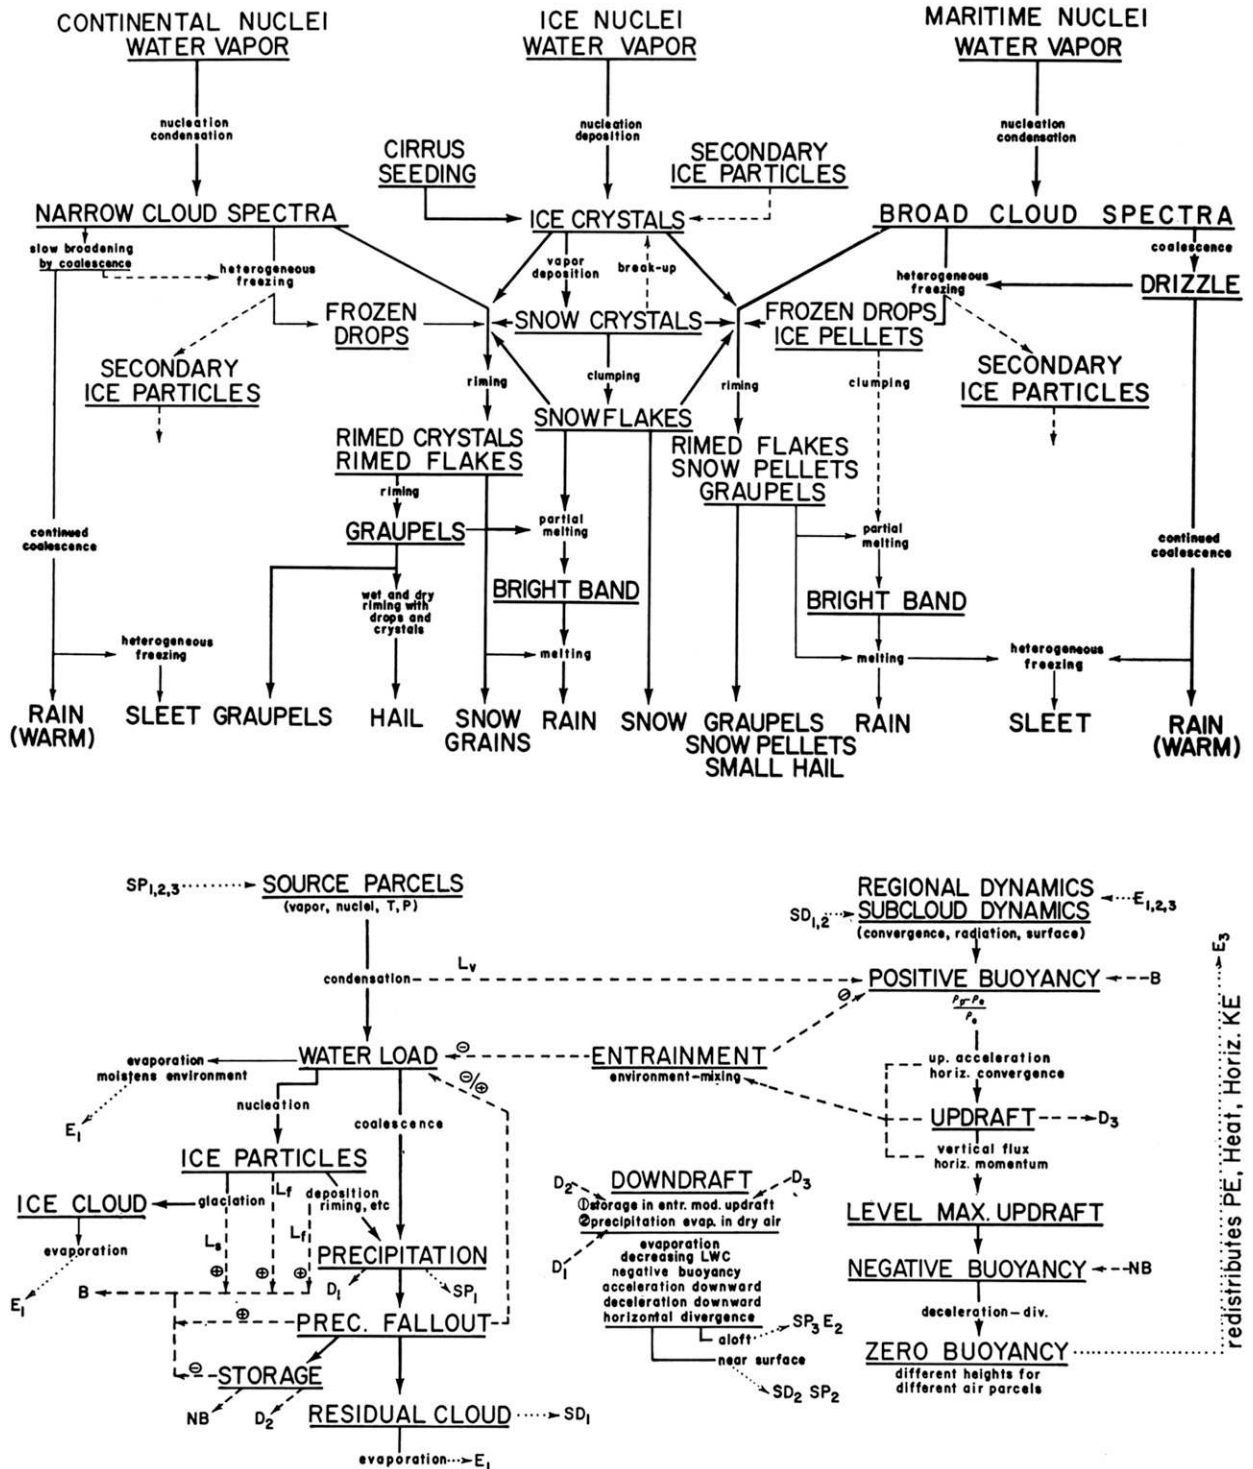 CONTINENTAL NUCLEI
WATER VAPOR
ICE NUCLEI
WATER VAPOR
MARITIME NUCLEI
WATER VAPOR
nucleation
condensation
nucleation
deposition
nucleation
condensation
CIRRUS
SEEDING
SECONDARY
ICE PARTICLES
NARROW CLOUD SPECTRA
ICE CRYSTALS
BROAD CLOUD SPECTRA
slow broadening
by coalescence
heterogeneous
freezing
vapor
deposition
break-up
heterogeneous
freezing
coalescence
DRIZZLE
FROZEN
DROPS
SNOW CRYSTALS
FROZEN DROPS
ICE PELLETS
SECONDARY
ICE PARTICLES
riming
clumping
riming
clumping
SECONDARY
ICE PARTICLES
SNOWFLAKES
RIMED CRYSTALS
RIMED FLAKES
RIMED FLAKES
SNOW PELLETS
GRAUPELS
riming
continued
coalescence
GRAUPELS
partial
melting
partial
melting
continued
coalescence
wet and dry
riming with
drops and
crystals
BRIGHT BAND
BRIGHT BAND
heterogeneous
freezing
melting
melting
heterogeneous
freezing
RAIN
(WARM)
SLEET
GRAUPELS
HAIL
SNOW
GRAINS
RAIN
SNOW
GRAUPELS
SNOW PELLETS
SMALL HAIL
RAIN
SLEET
RAIN
(WARM)
SP1,2,3
SOURCE PARCELS
(vapor, nuclei, T, P)
REGIONAL DYNAMICS
SUBCLOUD DYNAMICS
(convergence, radiation, surface)
SD1,2
E1,2,3
condensation
Lv
POSITIVE BUOYANCY
B
E3
redistributes PE, Heat, Horiz. KE
evaporation
moistens environment
WATER LOAD
⊖
ENTRAINMENT
environment-mixing
⊘
up. acceleration
horiz. convergence
E1
nucleation
coalescence
⊖/⊕
UPDRAFT
D3
vertical flux
horiz. momentum
ICE PARTICLES
ICE CLOUD
glaciation
Lf
deposition
riming, etc
evaporation
Ls
Lf
PRECIPITATION
E1
B
⊕
⊕
⊕
D1
SP1
⊕
PREC. FALLOUT
⊖
STORAGE
NB
D2
RESIDUAL CLOUD
SD1
evaporation
E1
DOWNDRAFT
D2
D3
①storage in entr. mod. updraft
②precipitation evap. in dry air
D1
evaporation
decreasing LWC
negative buoyancy
acceleration downward
deceleration downward
horizontal divergence
aloft
SP3 E2
near surface
SD2 SP2
LEVEL MAX. UPDRAFT
NEGATIVE BUOYANCY
NB
deceleration-div.
ZERO BUOYANCY
different heights for
different air parcels